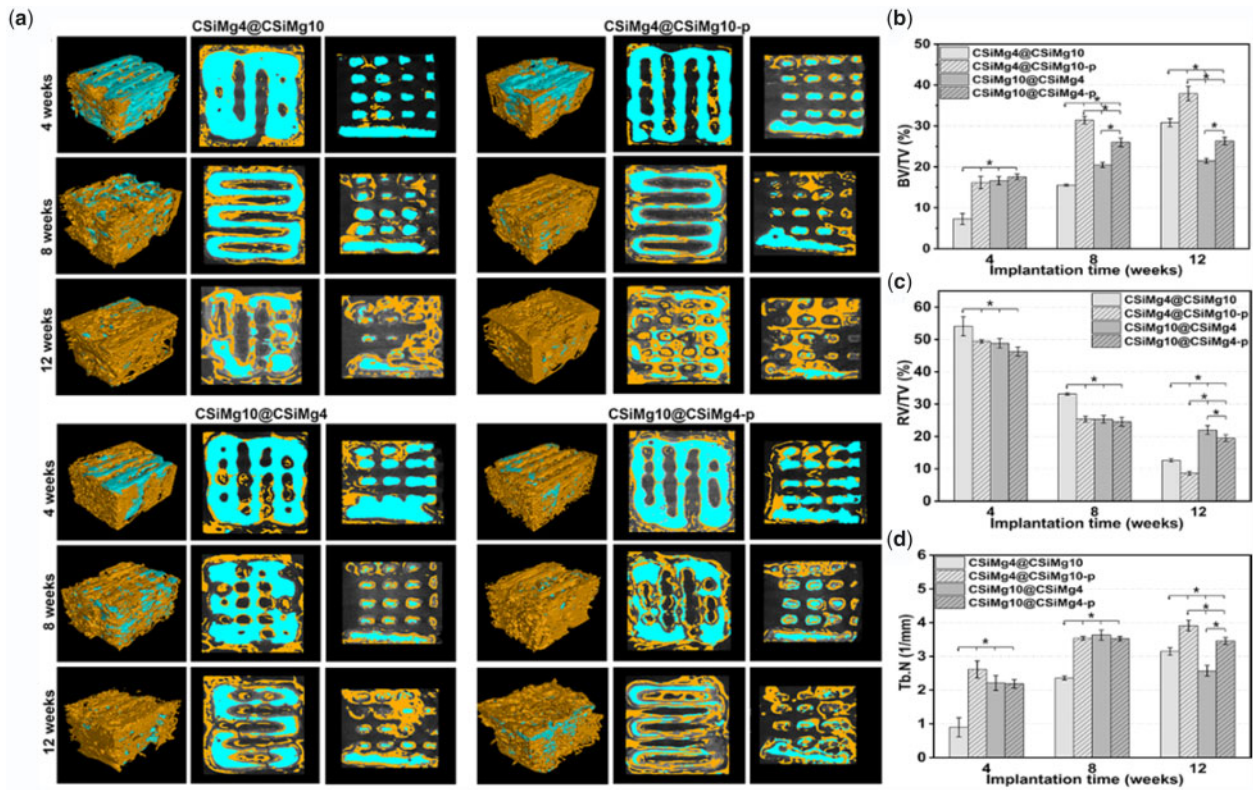 (a)
CSiMg4@CSiMg10
CSiMg4@CSiMg10-p
4 weeks
8 weeks
12 weeks
CSiMg10@CSiMg4
CSiMg10@CSiMg4-p
4 weeks
8 weeks
12 weeks
(b)
50
40
30
20
10
0
BV/TV (%)
CSiMg4@CSiMg10
CSiMg4@CSiMg10-p
CSiMg10@CSiMg4
CSiMg10@CSiMg4-p
* * * * * * * *
4 8 12
Implantation time (weeks)
(c)
60
50
40
30
20
10
0
RV/TV (%)
CSiMg4@CSiMg10
CSiMg4@CSiMg10-p
CSiMg10@CSiMg4
CSiMg10@CSiMg4-p
* * * * *
4 8 12
Implantation time (weeks)
(d)
6
5
4
3
2
1
0
Tb.N (1/mm)
CSiMg4@CSiMg10
CSiMg4@CSiMg10-p
CSiMg10@CSiMg4
CSiMg10@CSiMg4-p
* * * * *
4 8 12
Implantation time (weeks)